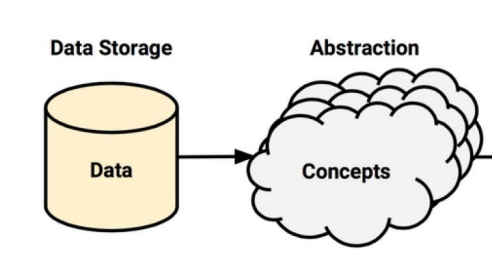 Data Storage
Abstraction
Data
Concepts